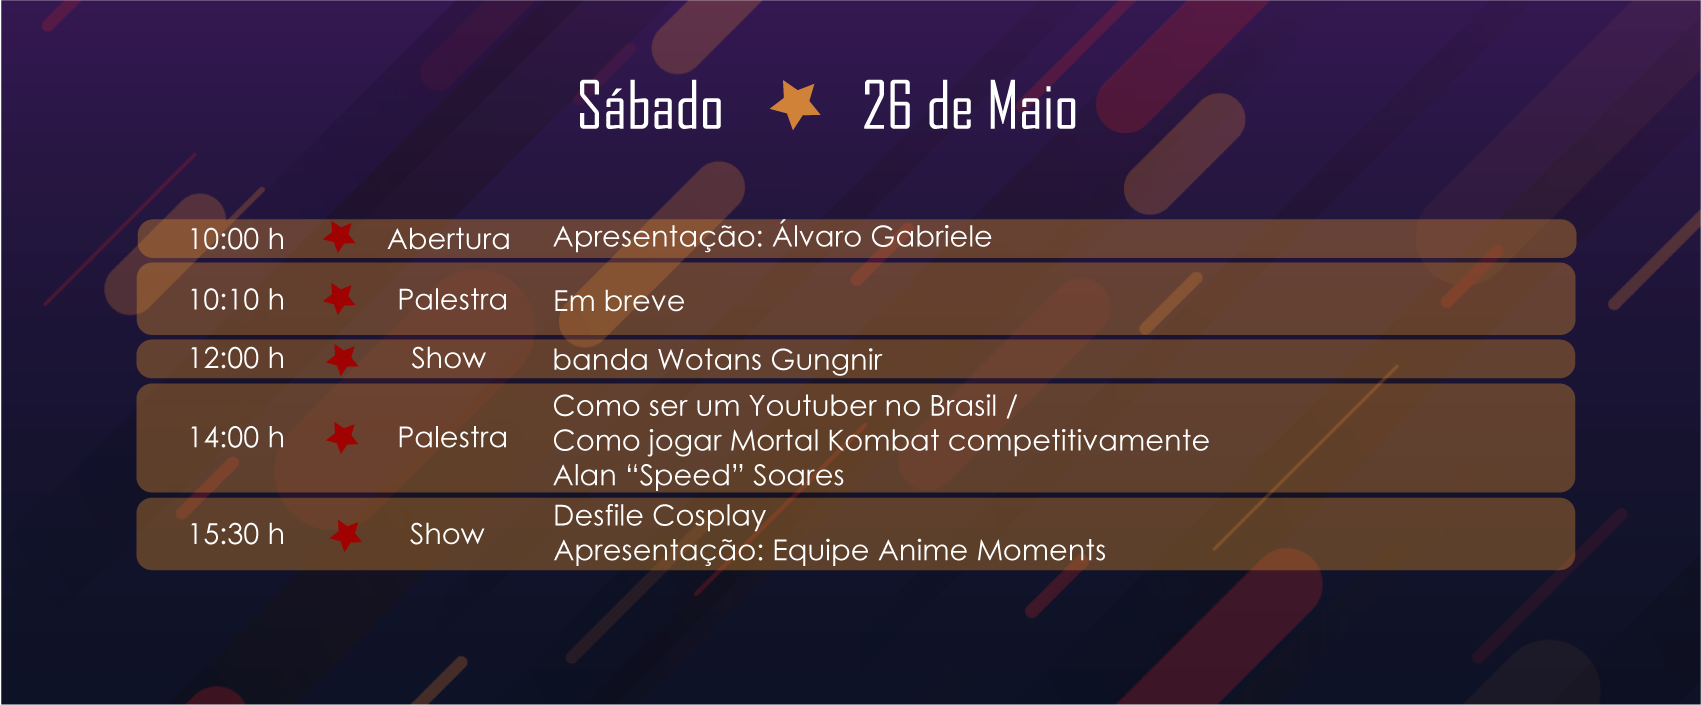 Sábado 26 de Maio
10:00 h Abertura Apresentação: Álvaro Gabriele
10:10 h Palestra Em breve
12:00 h Show banda Wotans Gungnir
Como ser um Youtuber no Brasil /
14:00 h Palestra Como jogar Mortal Kombat competitivamente
Alan “Speed” Soares
Desfile Cosplay
15:30 h Show Apresentação: Equipe Anime Moments